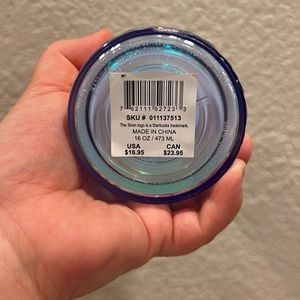 7 62111 52723 3
SKU # 011137513
The Siren logo is a Starbucks trademark.
MADE IN CHINA
16 OZ / 473 ML
USA CAN
$16.95 $23.95